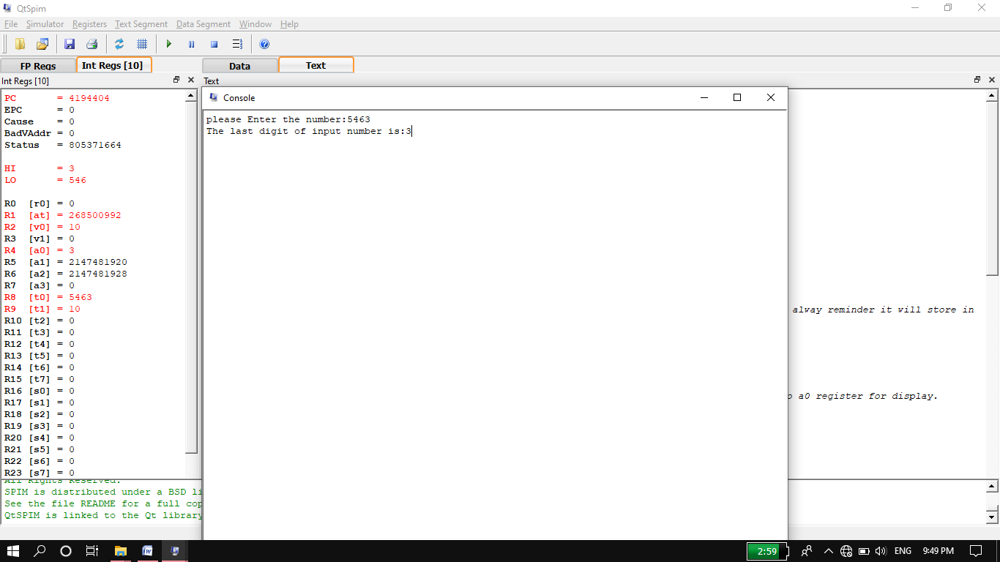 QtSpim
File Simulator Registers Text Segment Data Segment Window Help
FP Regs Int Regs [10] Data Text
Int Regs [10] Text
Console
please Enter the number:5463
The last digit of input number is:3
PC = 4194404
EPC = 0
Cause = 0
BadVAddr = 0
Status = 805371664
HI = 3
LO = 546
R0 [r0] = 0
R1 [at] = 268500992
R2 [v0] = 10
R3 [v1] = 0
R4 [a0] = 3
R5 [a1] = 2147481920
R6 [a2] = 2147481928
R7 [a3] = 0
R8 [t0] = 5463
R9 [t1] = 10
R10 [t2] = 0
R11 [t3] = 0
R12 [t4] = 0
R13 [t5] = 0
R14 [t6] = 0
R15 [t7] = 0
R16 [s0] = 0
R17 [s1] = 0
R18 [s2] = 0
R19 [s3] = 0
R20 [s4] = 0
R21 [s5] = 0
R22 [s6] = 0
R23 [s7] = 0
alway reminder it will store in
a0 register for display.
All Rights Reserved.
SPIM is distributed under a BSD li
See the file README for a full cop
QtSPIM is linked to the Qt library
2:59 ENG 9:49 PM